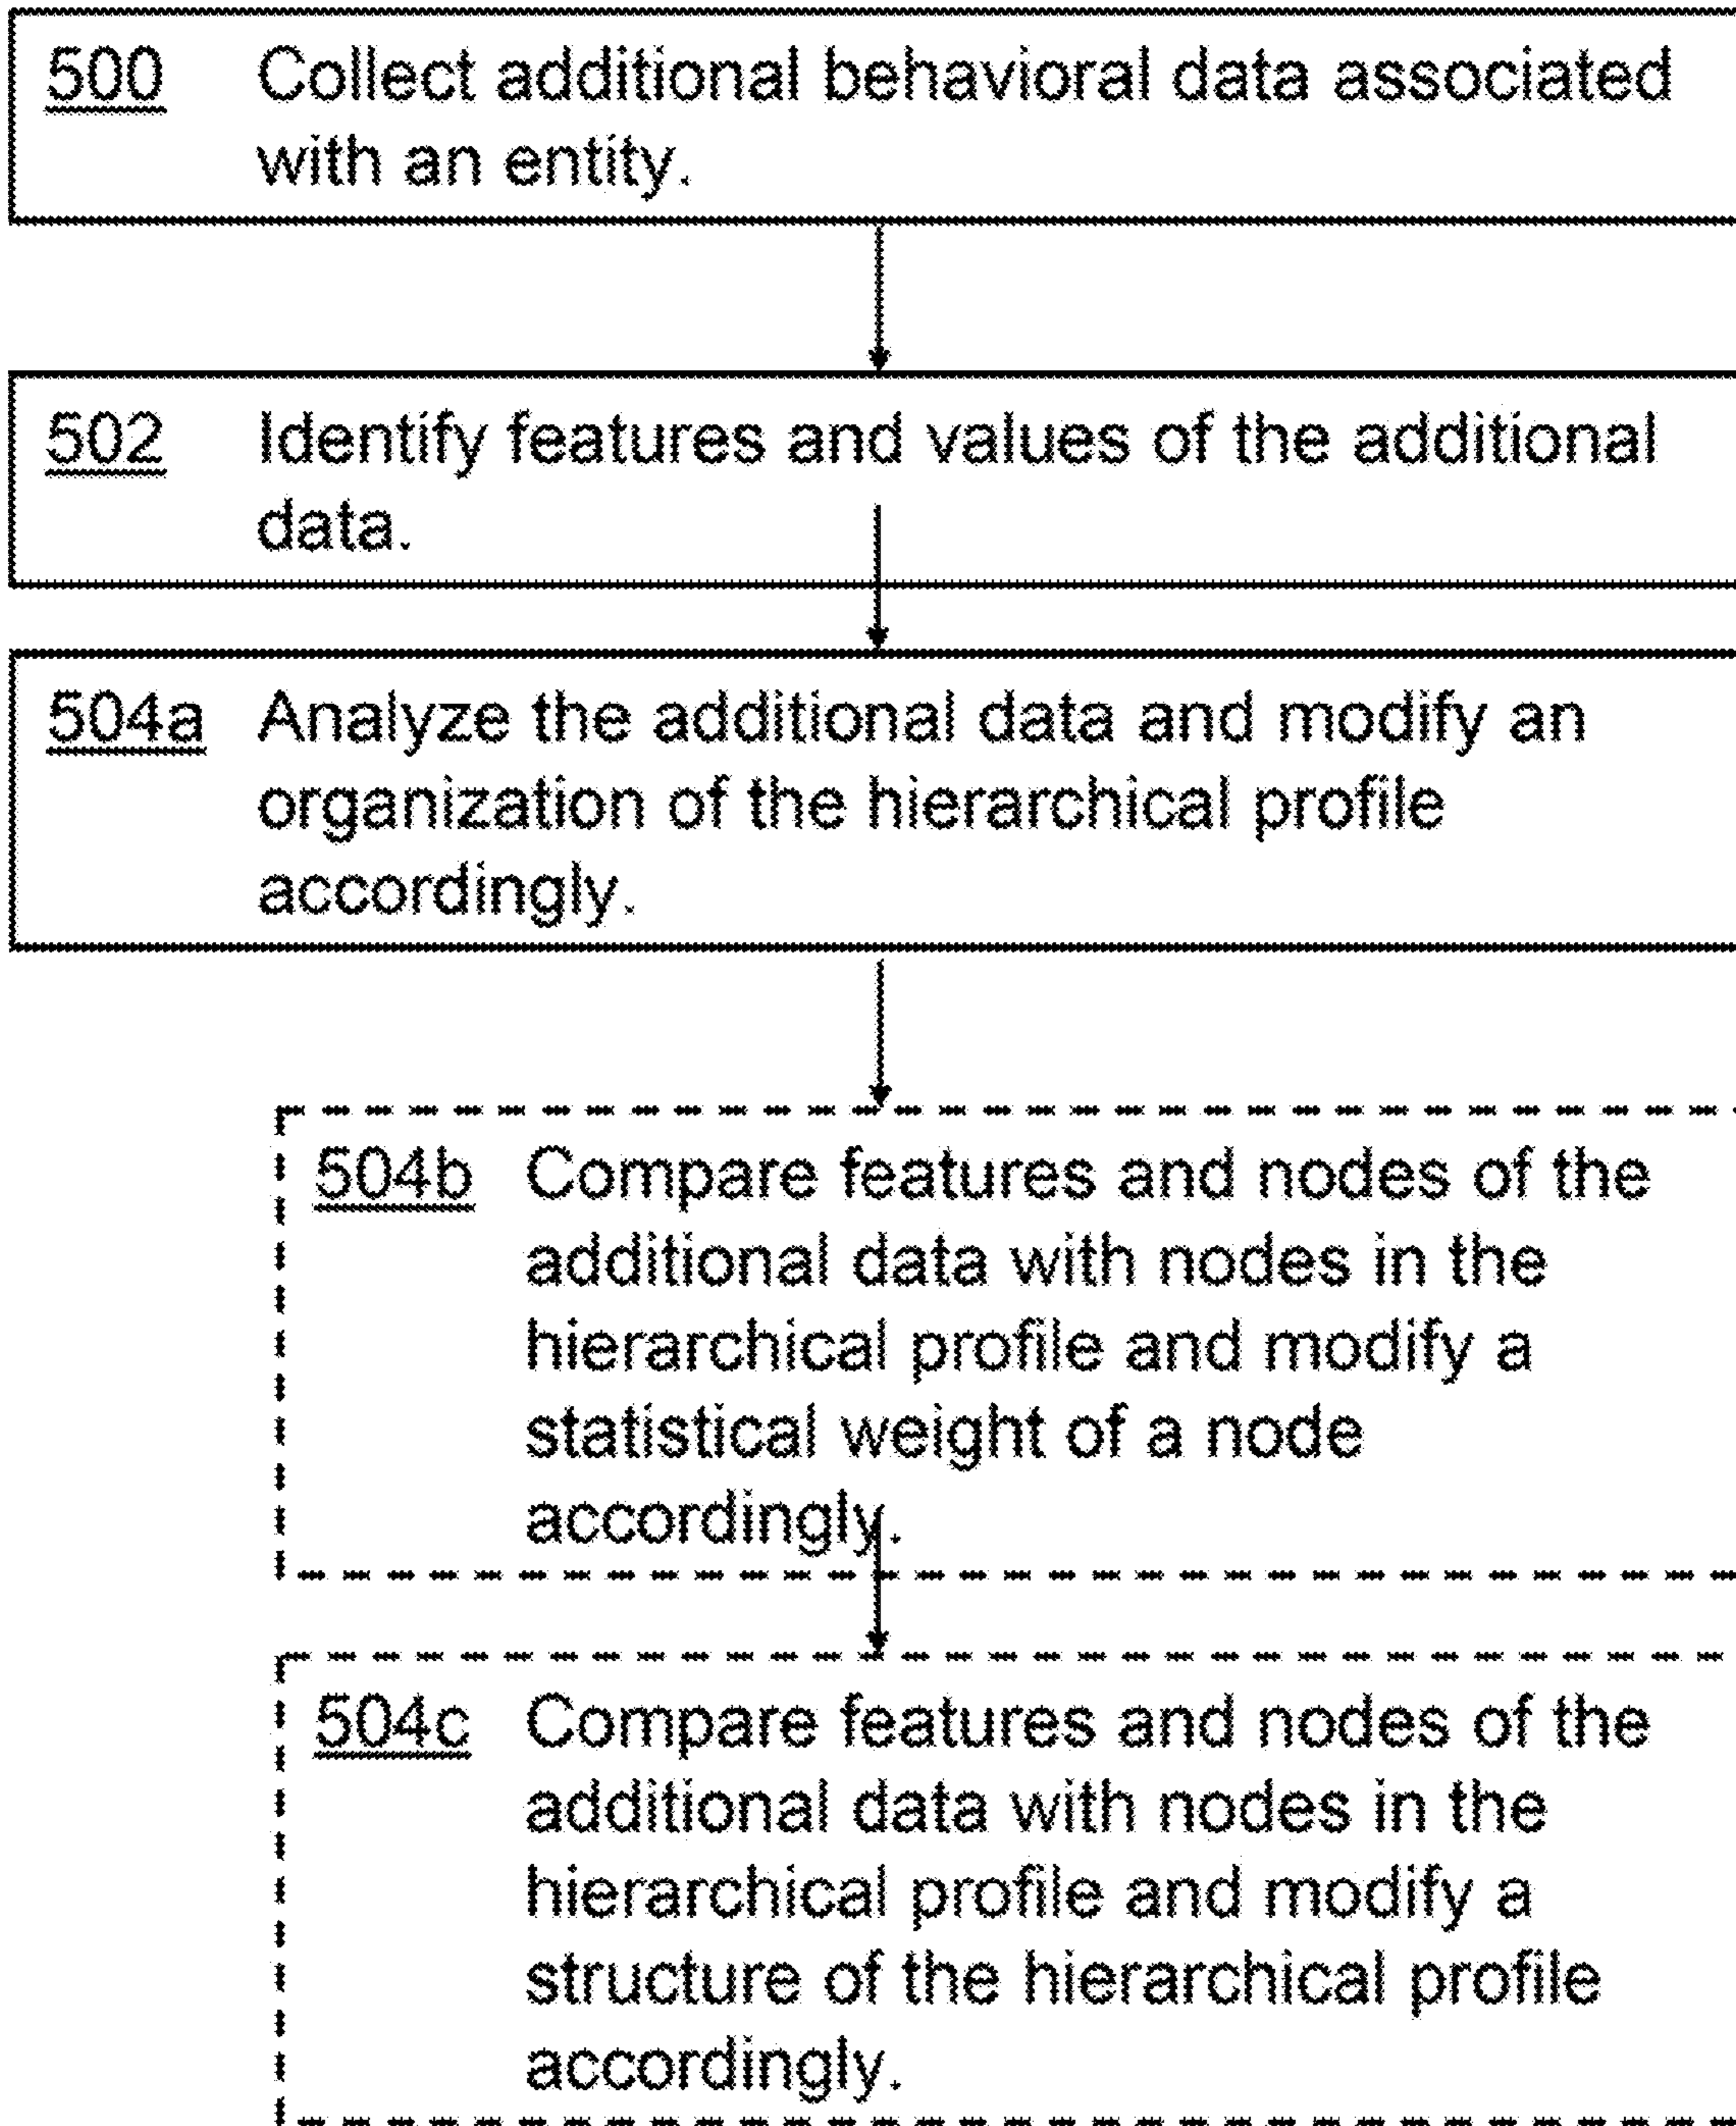 500 Collect additional behavioral data associated
with an entity.
502 Identify features and values of the additional
data.
504a Analyze the additional data and modify an
organization of the hierarchical profile
accordingly.
504b Compare features and nodes of the
additional data with nodes in the
hierarchical profile and modify a
statistical weight of a node
accordingly.
504c Compare features and nodes of the
additional data with nodes in the
hierarchical profile and modify a
structure of the hierarchical profile
accordingly.